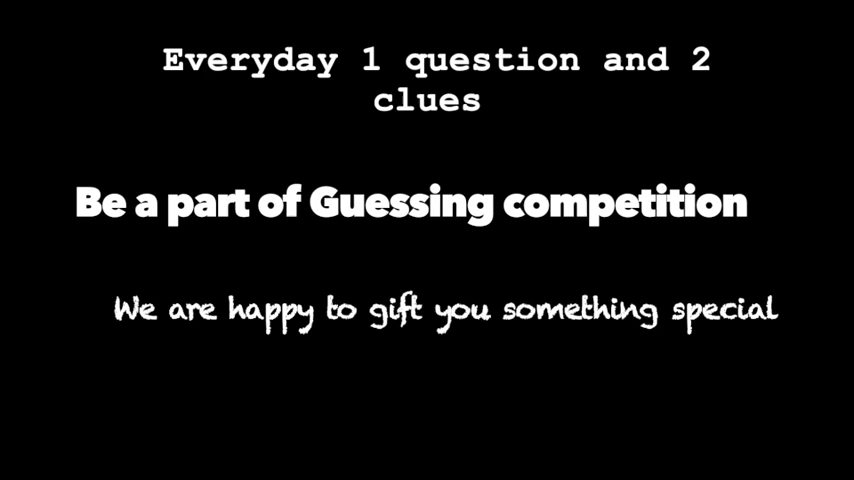 Everyday 1 question and 2
clues
Be a part of Guessing competition
We are happy to gift you something special